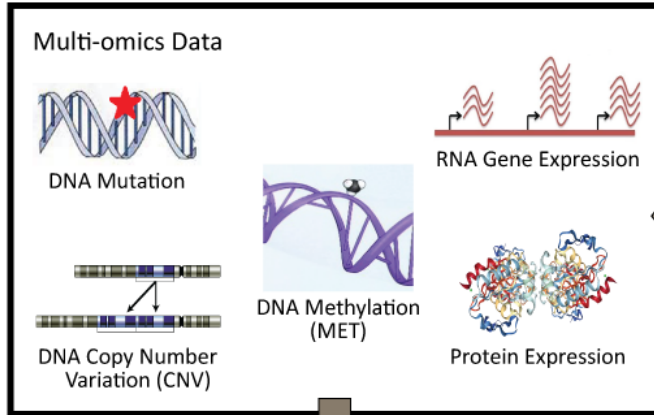 Multi-omics Data
DNA Mutation
RNA Gene Expression
DNA Methylation
(MET)
DNA Copy Number
Variation (CNV)
Protein Expression